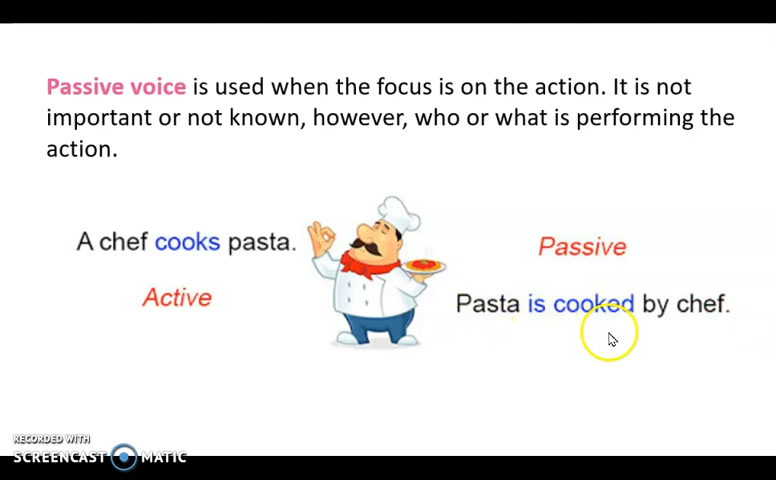 Passive voice is used when the focus is on the action. It is not
important or not known, however, who or what is performing the
action.
A chef cooks pasta.
Active
Passive
Pasta is cooked by chef.
RECORDED WITH
SCREENCAST MATIC